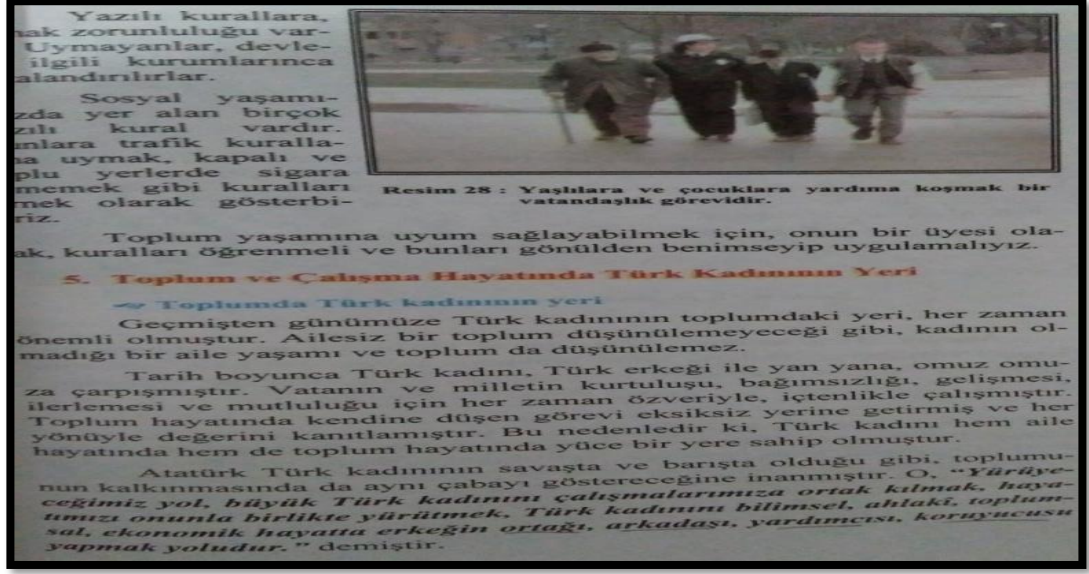 Yazılı kurallara,
mak zorunluluğu var-
Uymayanlar, devle-
ilgili kurumlarınca
alandırılırlar.
Sosyal yaşamı-
zda yer alan birçok
zılı kural vardır.
nlara trafik kuralla-
na uymak, kapalı ve
plu yerlerde sigara
memek gibi kuralları
nek olarak gösterbi-
riz.
Resim 28 : Yaşlılara ve çocuklara yardıma koşmak bir
vatandaşlık görevidir.
Toplum yaşamına uyum sağlayabilmek için, onun bir üyesi ola-
ak, kuralları öğrenmeli ve bunları gönülden benimseyip uygulamalıyız.
5. Toplum ve Çalışma Hayatında Türk Kadınının Yeri
Toplumda Türk kadınının yeri
Geçmişten günümüze Türk kadınının toplumdaki yeri, her zaman
önemli olmuştur. Ailesiz bir toplum düşünülemeyeceği gibi, kadının ol-
madığı bir aile yaşamı ve toplum da düşünülemez.
Tarih boyunca Türk kadını, Türk erkeği ile yan yana, omuz omu-
za çarpışmıştır. Vatanın ve milletin kurtuluşu, bağımsızlığı, gelişmesi,
ilerlemesi ve mutluluğu için her zaman özveriyle, içtenlikle çalışmıştır.
Toplum hayatında kendine düşen görevi eksiksiz yerine getirmiş ve her
yönüyle değerini kanıtlamıştır. Bu nedenledir ki, Türk kadını hem aile
hayatında hem de toplum hayatında yüce bir yere sahip olmuştur.
Atatürk Türk kadınının savaşta ve barışta olduğu gibi, toplumu-
nun kalkınmasında da aynı çabayı göstereceğine inanmıştır. O, "Yürüye-
ceğimiz yol, büyük Türk kadınını çalışmalarımıza ortak kılmak, haya-
tımızı onunla birlikte yürütmek, Türk kadınını bilimsel, ahlakî, toplum-
sal, ekonomik hayatta erkeğin ortağı, arkadaşı, yardımcısı, koruyucusu
yapmak yoludur." demiştir.